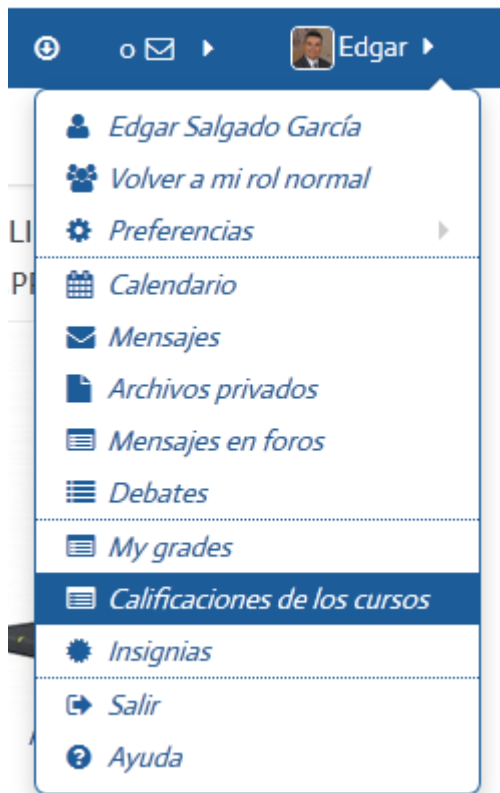 o
Edgar
Edgar Salgado García
Volver a mi rol normal
LI
Preferencias
Calendario
Mensajes
Archivos privados
Mensajes en foros
Debates
My grades
Calificaciones de los cursos
Insignias
Salir
Ayuda